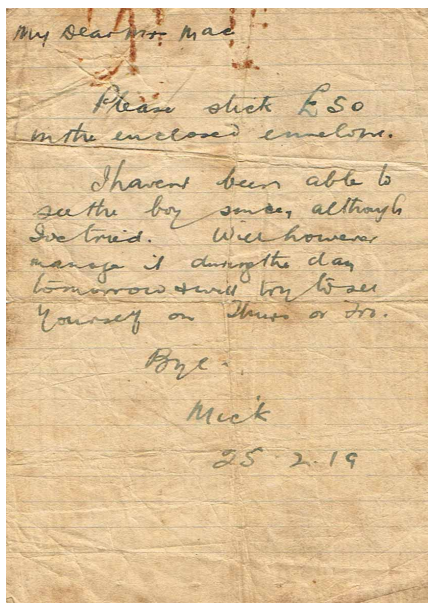 My Dear Mrs Mac
Please stick £50
in the enclosed envelope.
I havent been able to
see the boy since, although
I've tried. Will however
manage it during the day
tomorrow & will try to see
yourself on Thurs or Fri.
Bye.
Mick
25.2.19